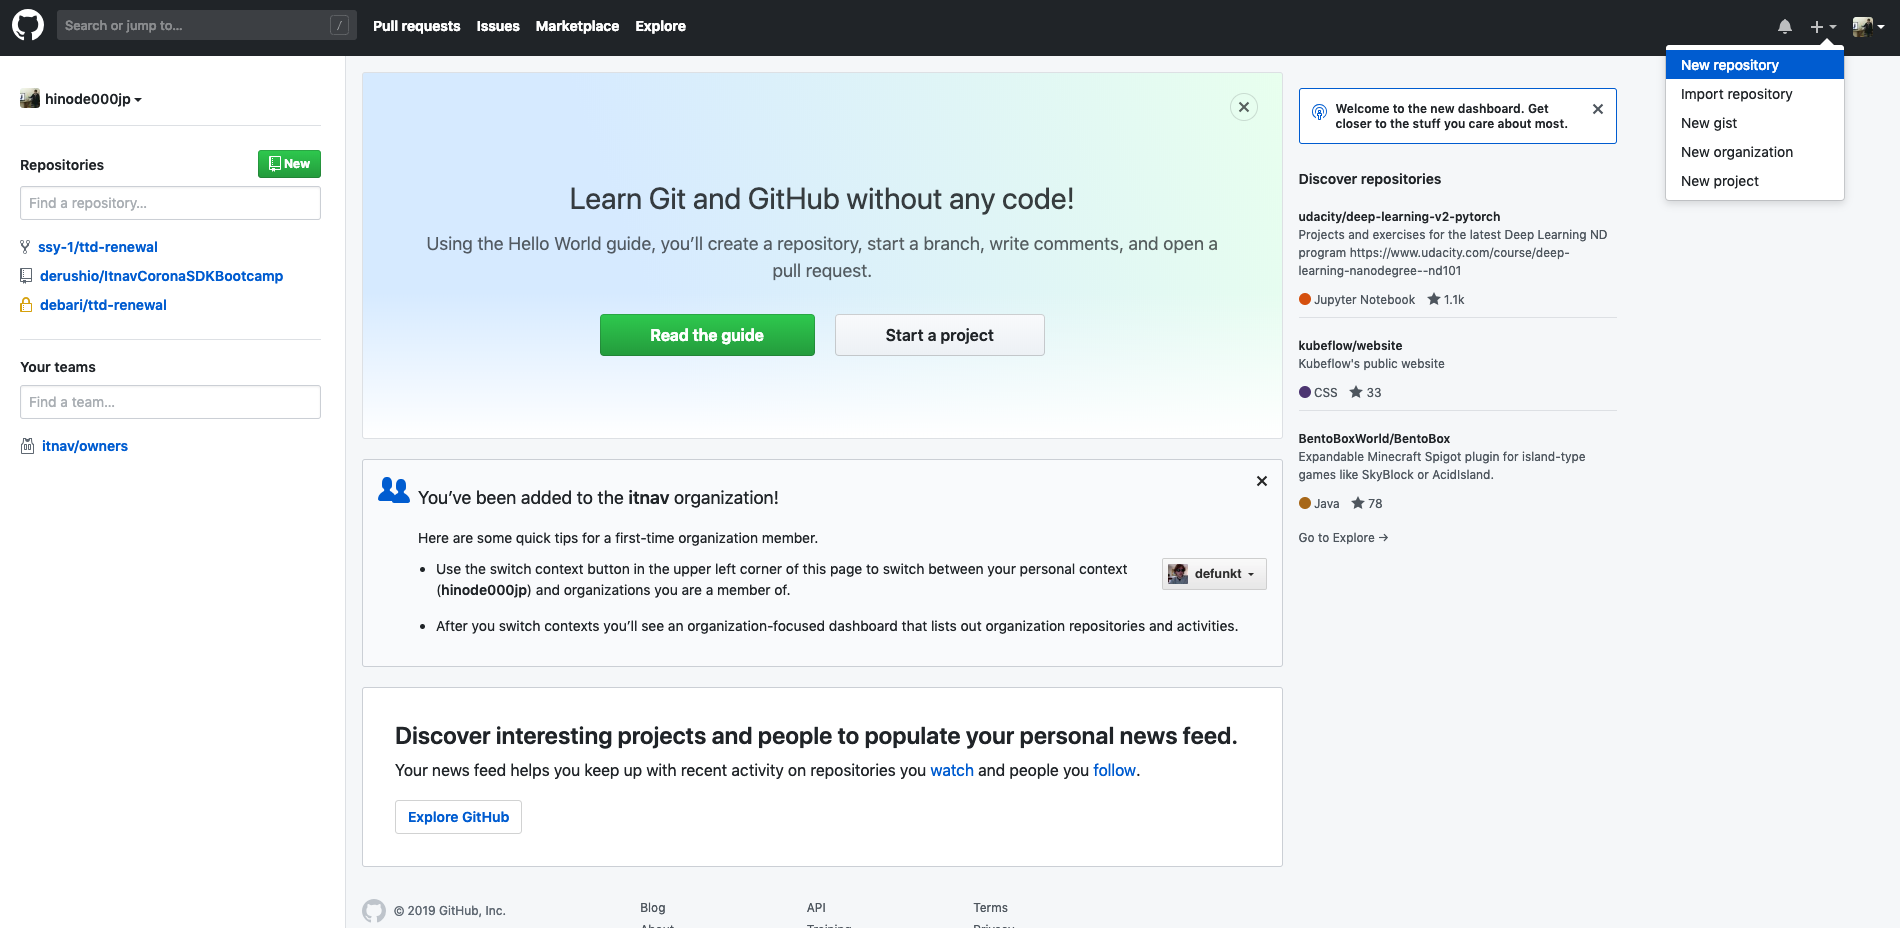 Search or jump to...
/
Pull requests
Issues
Marketplace
Explore
New repository
Import repository
New gist
New organization
New project
hinode000jp
Repositories
New
Find a repository...
ssy-1/ttd-renewal
derushio/ItnavCoronaSDKBootcamp
debari/ttd-renewal
Your teams
Find a team...
itnav/owners
Learn Git and GitHub without any code!
Using the Hello World guide, you’ll create a repository, start a branch, write comments, and open a
pull request.
Read the guide
Start a project
You’ve been added to the itnav organization!
Here are some quick tips for a first-time organization member.
• Use the switch context button in the upper left corner of this page to switch between your personal context
(hinode000jp) and organizations you are a member of.
defunkt
• After you switch contexts you’ll see an organization-focused dashboard that lists out organization repositories and activities.
Discover interesting projects and people to populate your personal news feed.
Your news feed helps you keep up with recent activity on repositories you watch and people you follow.
Explore GitHub
Welcome to the new dashboard. Get
closer to the stuff you care about most.
Discover repositories
udacity/deep-learning-v2-pytorch
Projects and exercises for the latest Deep Learning ND
program https://www.udacity.com/course/deep-
learning-nanodegree--nd101
Jupyter Notebook 1.1k
kubeflow/website
Kubeflow's public website
CSS 33
BentoBoxWorld/BentoBox
Expandable Minecraft Spigot plugin for island-type
games like SkyBlock or AcidIsland.
Java 78
Go to Explore →
© 2019 GitHub, Inc.
Blog
API
Terms
About
Training
Privacy